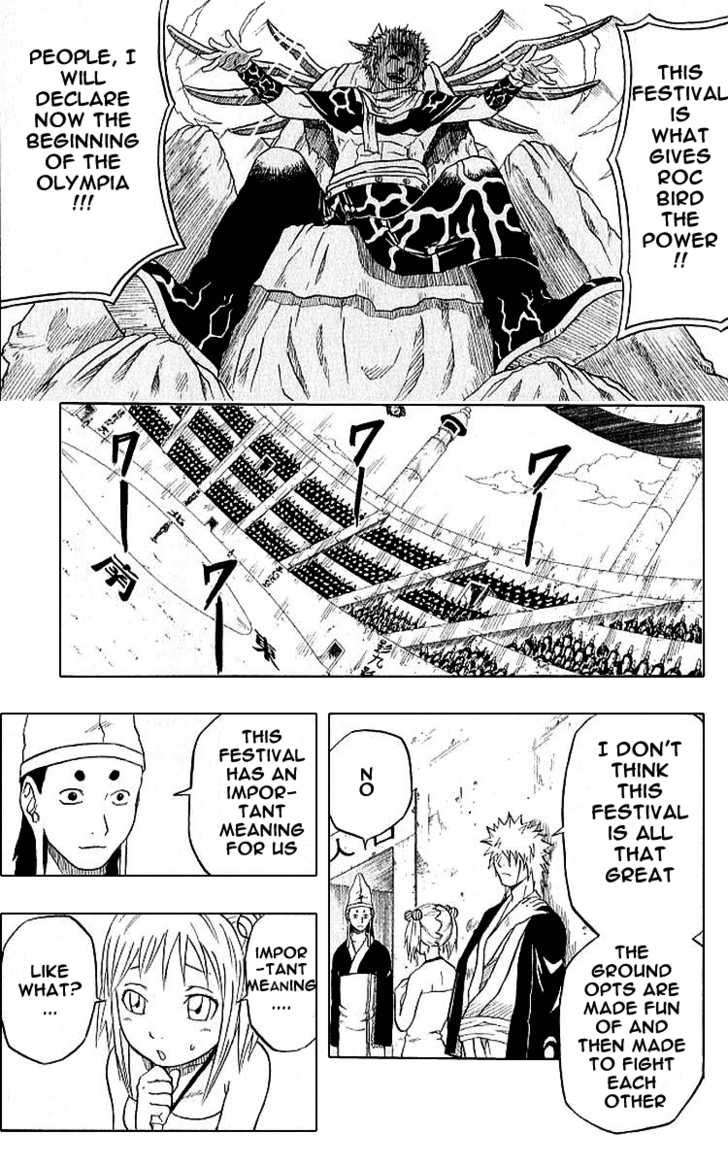 THIS
FESTIVAL
IS
WHAT
GIVES
ROC
BIRD
THE
POWER
!!
PEOPLE, I
WILL
DECLARE
NOW THE
BEGINNING
OF THE
OLYMPIA
!!!
ワー
ワー
ワー
ワー
北
南
東
I DON'T
THINK
THIS
FESTIVAL
IS ALL
THAT
GREAT
THE
GROUND
OPTS ARE
MADE FUN
OF AND
THEN MADE
TO FIGHT
EACH
OTHER
NO
THIS
FESTIVAL
HAS AN
IMPOR-
TANT
MEANING
FOR US
IMPOR
-TANT
MEANING
....
LIKE
WHAT?
...